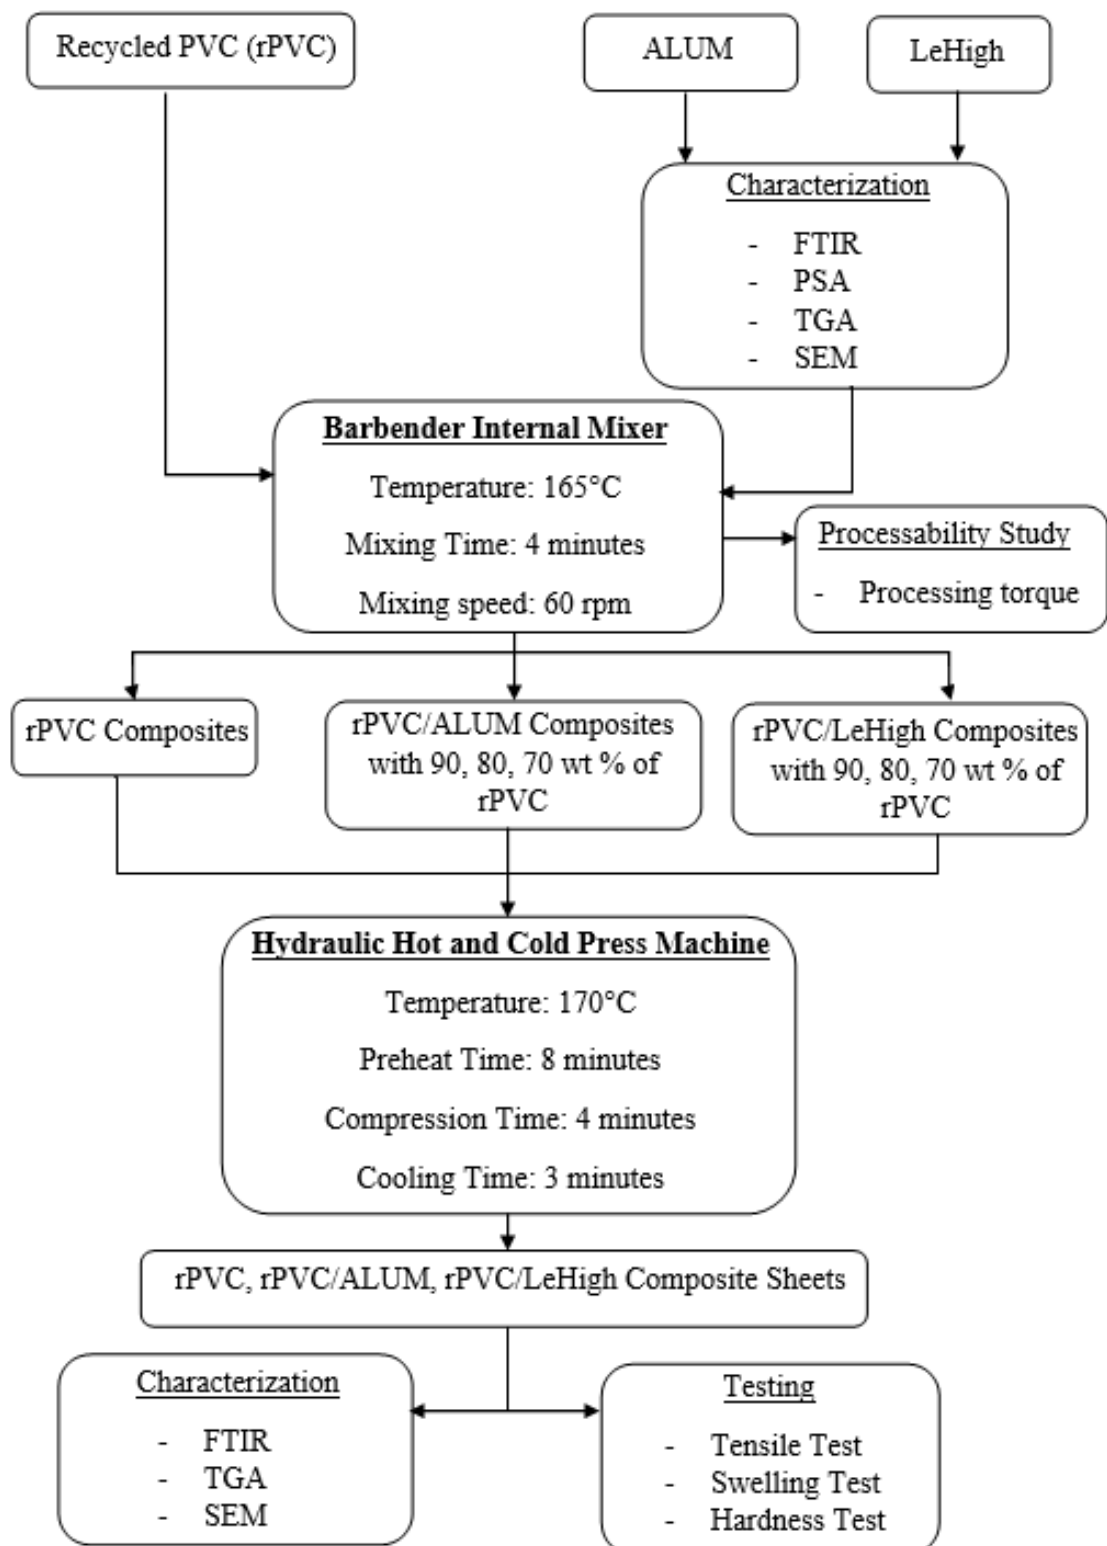 Recycled PVC (rPVC)
ALUM
LeHigh
Characterization
- FTIR
- PSA
- TGA
- SEM
Barbender Internal Mixer
Temperature: 165°C
Mixing Time: 4 minutes
Mixing speed: 60 rpm
Processability Study
- Processing torque
rPVC Composites
rPVC/ALUM Composites
with 90, 80, 70 wt % of
rPVC
rPVC/LeHigh Composites
with 90, 80, 70 wt % of
rPVC
Hydraulic Hot and Cold Press Machine
Temperature: 170°C
Preheat Time: 8 minutes
Compression Time: 4 minutes
Cooling Time: 3 minutes
rPVC, rPVC/ALUM, rPVC/LeHigh Composite Sheets
Characterization
- FTIR
- TGA
- SEM
Testing
- Tensile Test
- Swelling Test
- Hardness Test